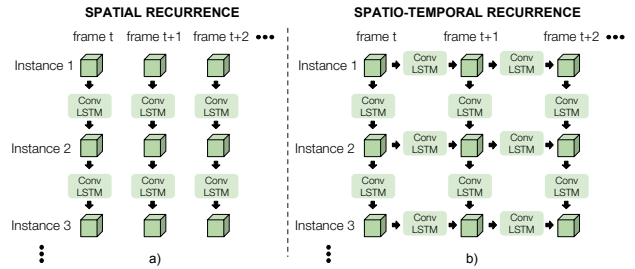 SPATIAL RECURRENCE
frame t frame t+1 frame t+2
Instance 1
Conv LSTM Conv LSTM Conv LSTM
Instance 2
Conv LSTM Conv LSTM Conv LSTM
Instance 3
a)
SPATIO-TEMPORAL RECURRENCE
frame t frame t+1 frame t+2
Instance 1
Conv LSTM Conv LSTM
Conv LSTM Conv LSTM Conv LSTM
Instance 2
Conv LSTM Conv LSTM
Conv LSTM Conv LSTM Conv LSTM
Instance 3
Conv LSTM Conv LSTM
b)